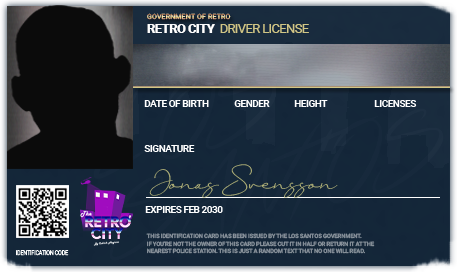 GOVERNMENT OF RETRO
RETRO CITY DRIVER LICENSE
DATE OF BIRTH GENDER HEIGHT LICENSES
SIGNATURE
Jonas Svensson
EXPIRES FEB 2030
The
RETRO
CITY
IDENTIFICATION CODE
THIS IDENTIFICATION CARD HAS BEEN ISSUED BY THE LOS SANTOS GOVERNMENT.
IF YOU'RE NOT THE OWNER OF THIS CARD PLEASE CUT IT IN HALF OR RETURN IT AT THE
NEAREST POLICE STATION. THIS IS JUST A RANDOM TEXT THAT NO ONE WILL READ.